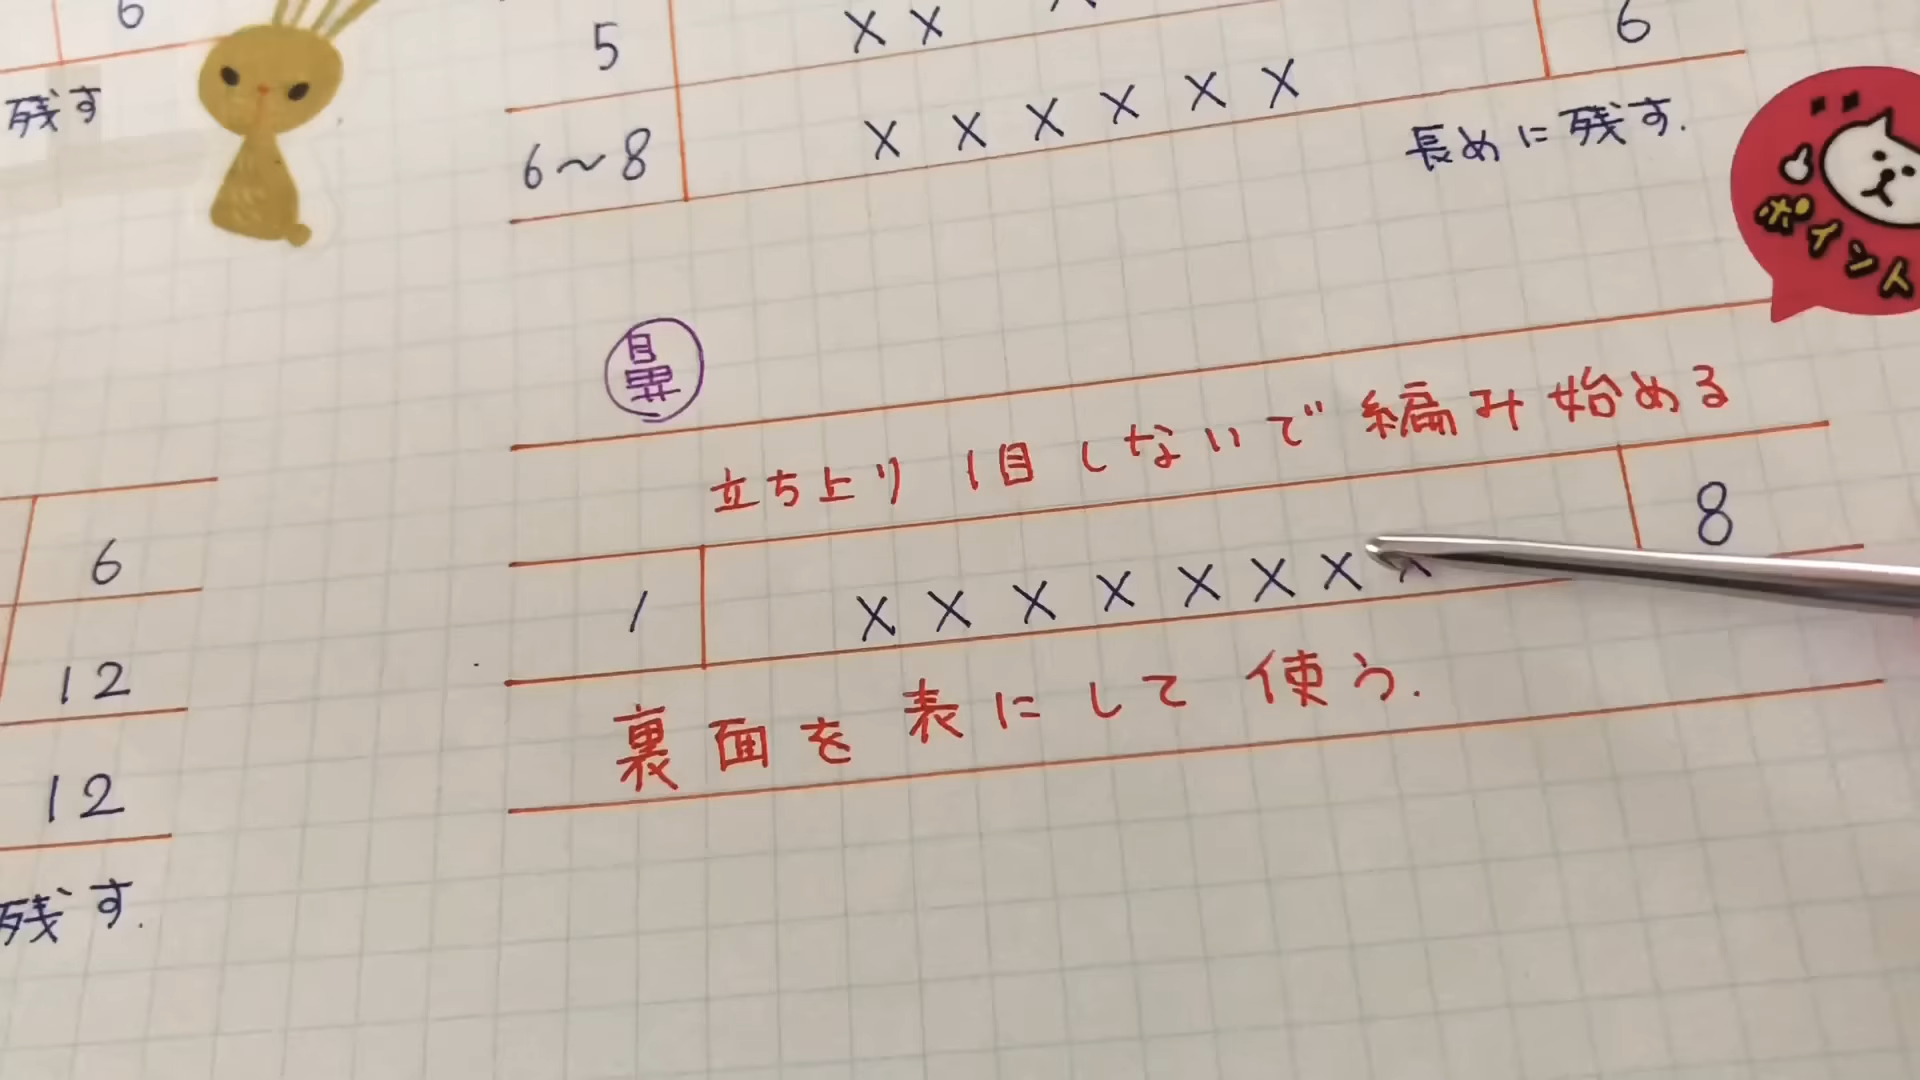 6
残す
5 X X
6
6〜8 X X X X X X
長めに残す.
ポイント
鼻
立ち上り 1目しないで編み始める
1 X X X X X X X X 8
裏面を表にして使う.
6
12
12
残す.